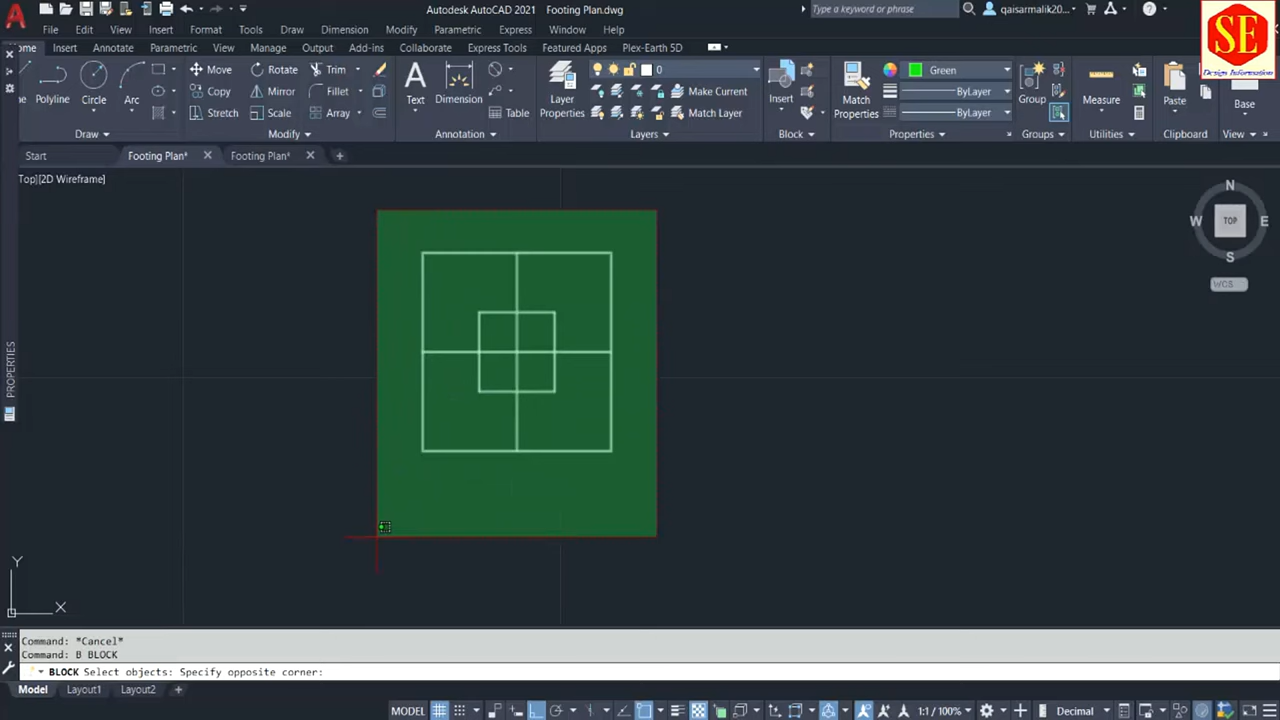 Autodesk AutoCAD 2021 Footing Plan.dwg
Type a keyword or phrase
qaisarmalik20...
SE
Design Information
File Edit View Insert Format Tools Draw Dimension Modify Parametric Express Window Help
Home Insert Annotate Parametric View Manage Output Add-ins Collaborate Express Tools Featured Apps Plex-Earth 5D
Polyline Circle Arc
Move Rotate Trim
Copy Mirror Fillet
Stretch Scale Array
Text Dimension Table
Layer Properties
0
Make Current
Match Layer
Insert
Match Properties
Green
ByLayer
ByLayer
Group
Measure
Paste
Base
Draw Modify Annotation Layers Block Properties Groups Utilities Clipboard View
Start Footing Plan* Footing Plan*
Top][2D Wireframe]
N
W TOP E
S
WCS
PROPERTIES
Y
X
Command: *Cancel*
Command: B BLOCK
BLOCK Select objects: Specify opposite corner:
Model Layout1 Layout2
MODEL 1:1 / 100% Decimal